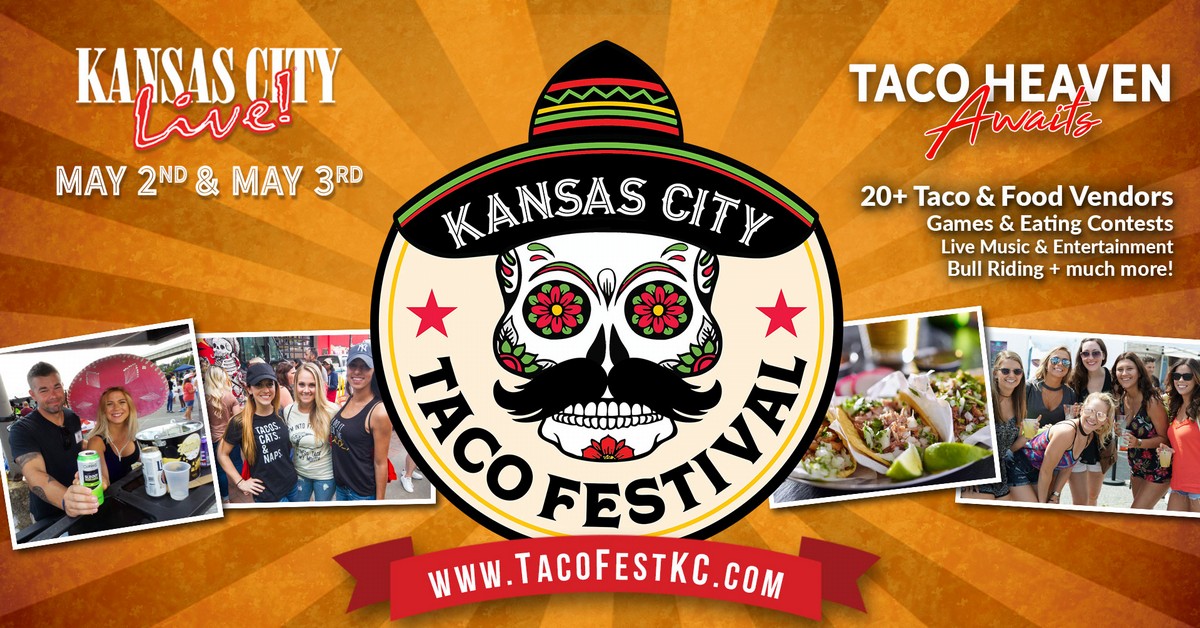 KANSAS CITY
Live!
MAY 2ND & MAY 3RD
TACO HEAVEN
Awaits
20+ Taco & Food Vendors
Games & Eating Contests
Live Music & Entertainment
Bull Riding + much more!
KANSAS CITY
TACO FESTIVAL
TACOS,
CATS,
& NAPS
www.TacoFestKC.com